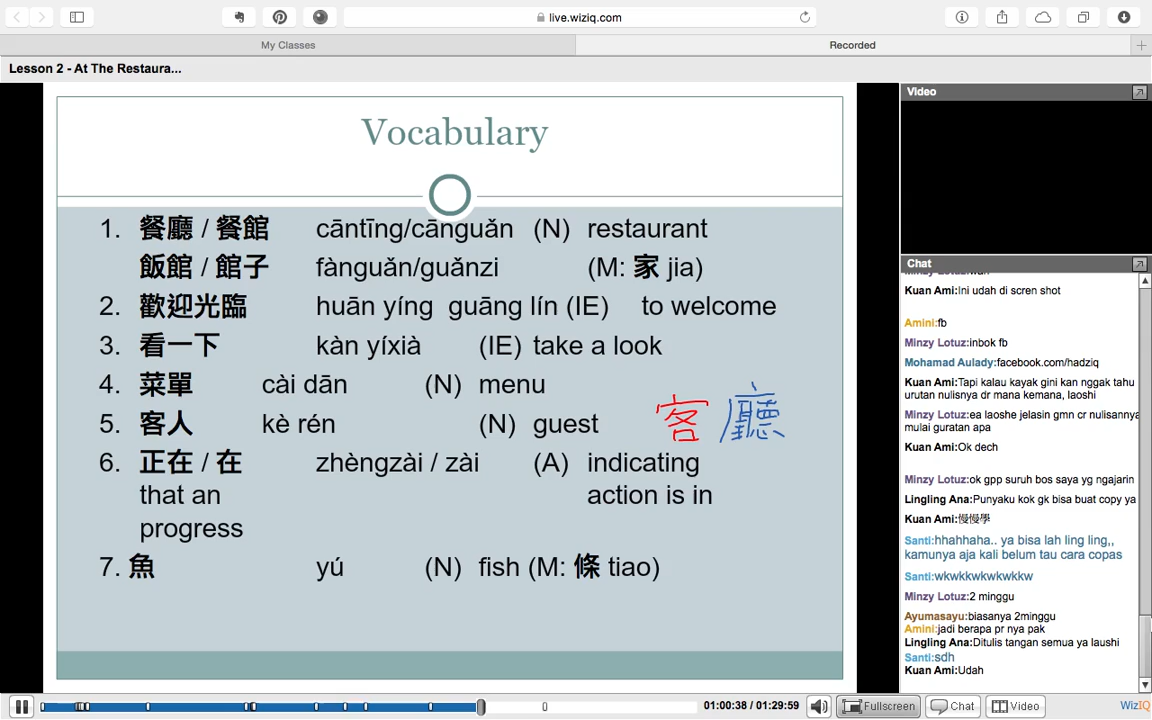 live.wiziq.com
My Classes
Recorded
Lesson 2 - At The Restaura...
Vocabulary
1. 餐廳 / 餐館 cāntīng/cānguǎn (N) restaurant
飯館 / 館子 fànguǎn/guǎnzi (M: 家 jia)
2. 歡迎光臨 huān yíng guāng lín (IE) to welcome
3. 看一下 kàn yíxià (IE) take a look
4. 菜單 cài dān (N) menu
5. 客人 kè rén (N) guest
客廳
6. 正在 / 在 zhèngzài / zài (A) indicating
that an action is in
progress
7. 魚 yú (N) fish (M: 條 tiao)
Video
Chat
Kuan Ami:Ini udah di scren shot
Amini:fb
Minzy Lotuz:inbok fb
Mohamad Aulady:facebook.com/hadziq
Kuan Ami:Tapi kalau kayak gini kan nggak tahu
urutan nulisnya dr mana kemana, laoshi
Minzy Lotuz:ea laoshe jelasin gmn cr nulisannya
mulai guratan apa
Kuan Ami:Ok dech
Minzy Lotuz:ok gpp suruh bos saya yg ngajarin
Lingling Ana:Punyaku kok gk bisa buat copy ya
Kuan Ami:慢慢學
Santi:hhahhaha.. ya bisa lah ling ling,,
kamunya aja kali belum tau cara copas
Santi:wkwkkwkwkwkkw
Minzy Lotuz:2 minggu
Ayumasayu:biasanya 2minggu
Amini:jadi berapa pr nya pak
Lingling Ana:Ditulis tangan semua ya laushi
Santi:sdh
Kuan Ami:Udah
0
01:00:38 / 01:29:59
Fullscreen
Chat
Video
WizIQ